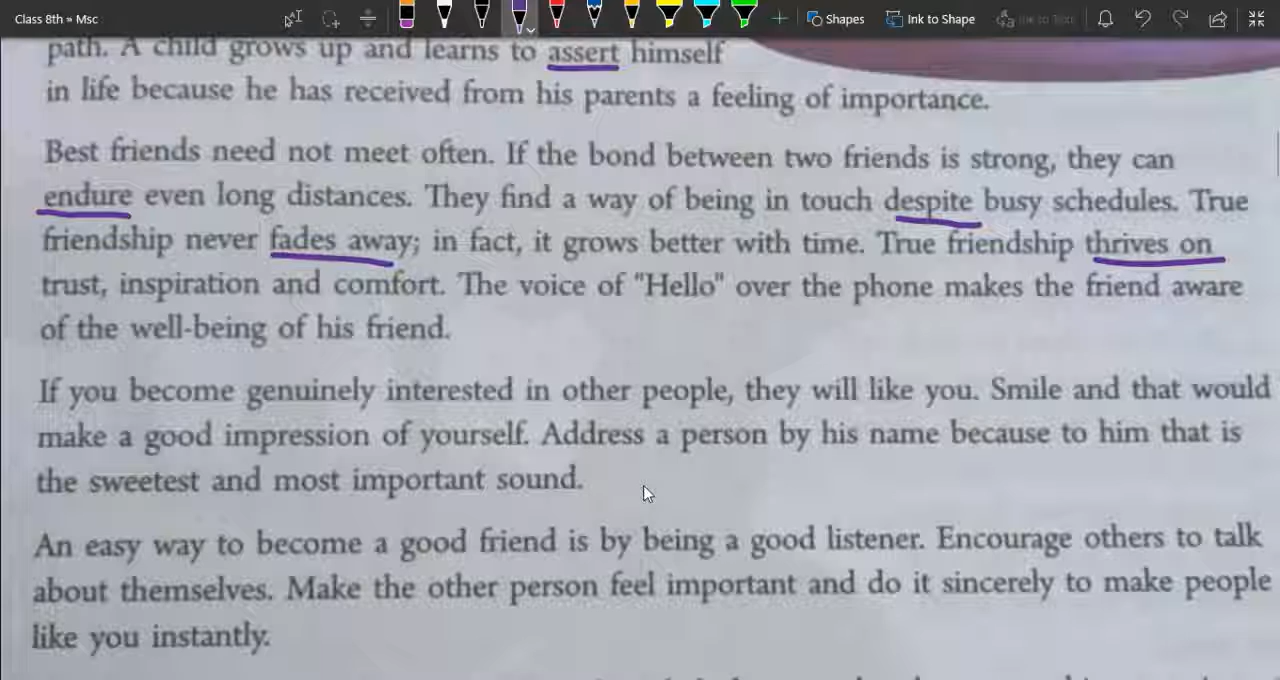 Class 8th » Msc
Shapes
Ink to Shape
Ink to Text
path. A child grows up and learns to assert himself
in life because he has received from his parents a feeling of importance.
Best friends need not meet often. If the bond between two friends is strong, they can
endure even long distances. They find a way of being in touch despite busy schedules. True
friendship never fades away; in fact, it grows better with time. True friendship thrives on
trust, inspiration and comfort. The voice of "Hello" over the phone makes the friend aware
of the well-being of his friend.
If you become genuinely interested in other people, they will like you. Smile and that would
make a good impression of yourself. Address a person by his name because to him that is
the sweetest and most important sound.
An easy way to become a good friend is by being a good listener. Encourage others to talk
about themselves. Make the other person feel important and do it sincerely to make people
like you instantly.